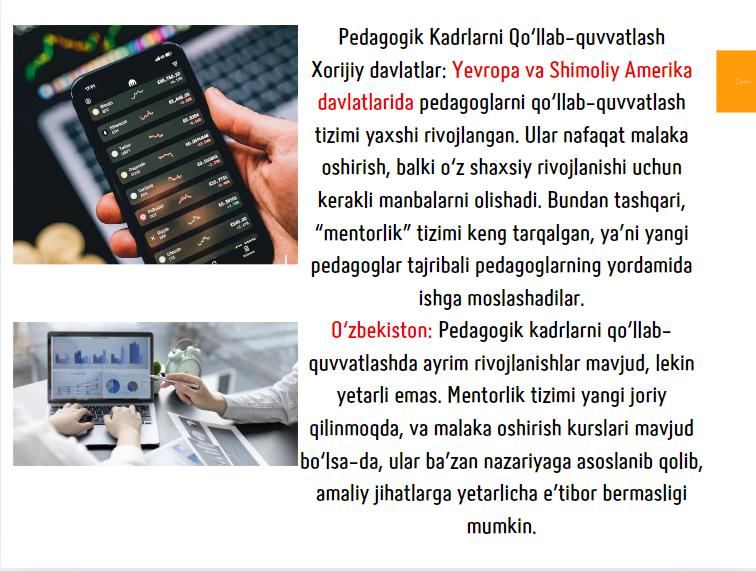 Pedagogik Kadrlarni Qo‘llab-quvvatlash
Xorijiy davlatlar: Yevropa va Shimoliy Amerika
davlatlarida pedagoglarni qo‘llab-quvvatlash
tizimi yaxshi rivojlangan. Ular nafaqat malaka
oshirish, balki o‘z shaxsiy rivojlanishi uchun
kerakli manbalarni olishadi. Bundan tashqari,
“mentorlik” tizimi keng tarqalgan, ya’ni yangi
pedagoglar tajribali pedagoglarning yordamida
ishga moslashadilar.
O‘zbekiston: Pedagogik kadrlarni qo‘llab-
quvvatlashda ayrim rivojlanishlar mavjud, lekin
yetarli emas. Mentorlik tizimi yangi joriy
qilinmoqda, va malaka oshirish kurslari mavjud
bo‘lsa-da, ular ba’zan nazariyaga asoslanib qolib,
amaliy jihatlarga yetarlicha e’tibor bermasligi
mumkin.